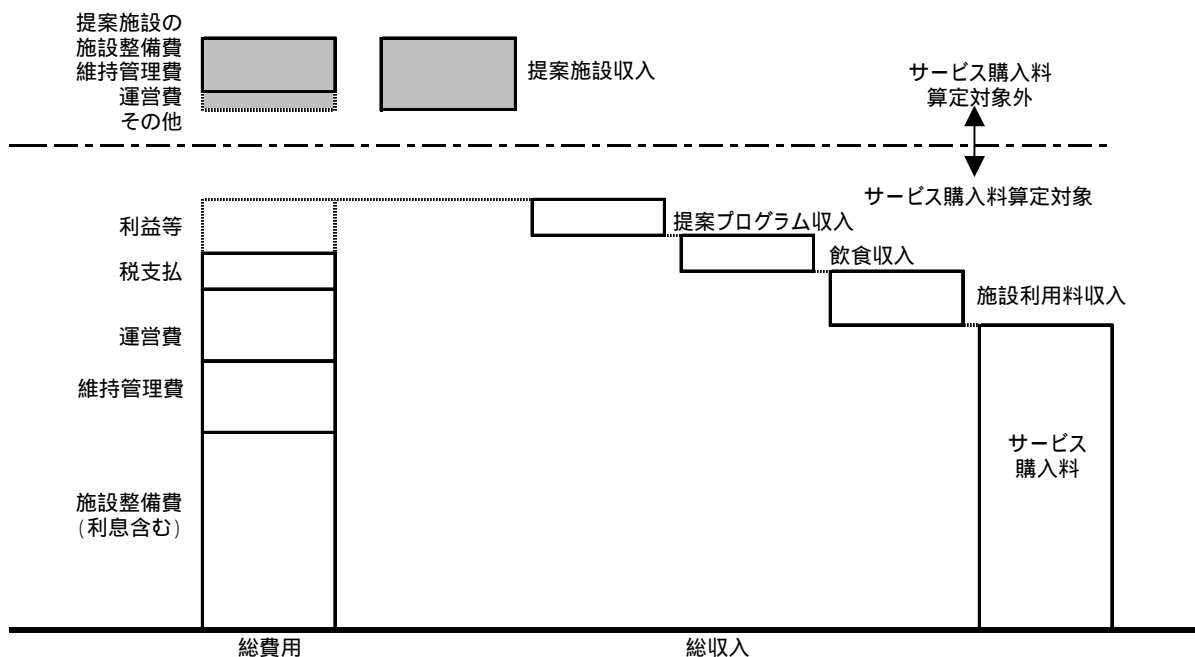 提案施設の
施設整備費
維持管理費
運営費
その他
提案施設収入
サービス購入料
算定対象外
サービス購入料算定対象
利益等
税支払
運営費
維持管理費
施設整備費
(利息含む)
提案プログラム収入
飲食収入
施設利用料収入
サービス
購入料
総費用
総収入